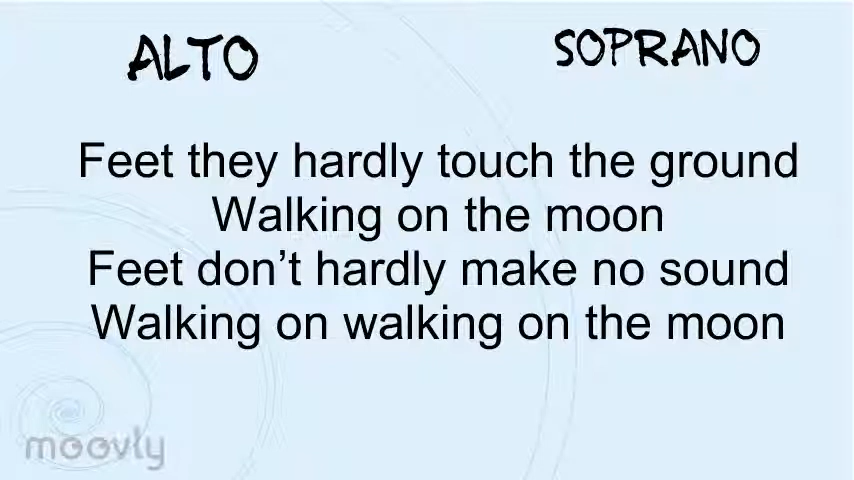 ALTO
SOPRANO
Feet they hardly touch the ground
Walking on the moon
Feet don’t hardly make no sound
Walking on walking on the moon
moovly